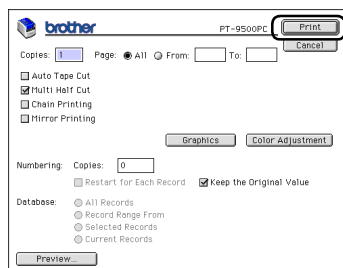 brother PT-9500PC Print
Cancel
Copies: 1 Page: All From: To:
Auto Tape Cut
Multi Half Cut
Chain Printing
Mirror Printing
Graphics Color Adjustment
Numbering: Copies: 0
Restart for Each Record Keep the Original Value
Database: All Records
Record Range From
Selected Records
Current Records
Preview...